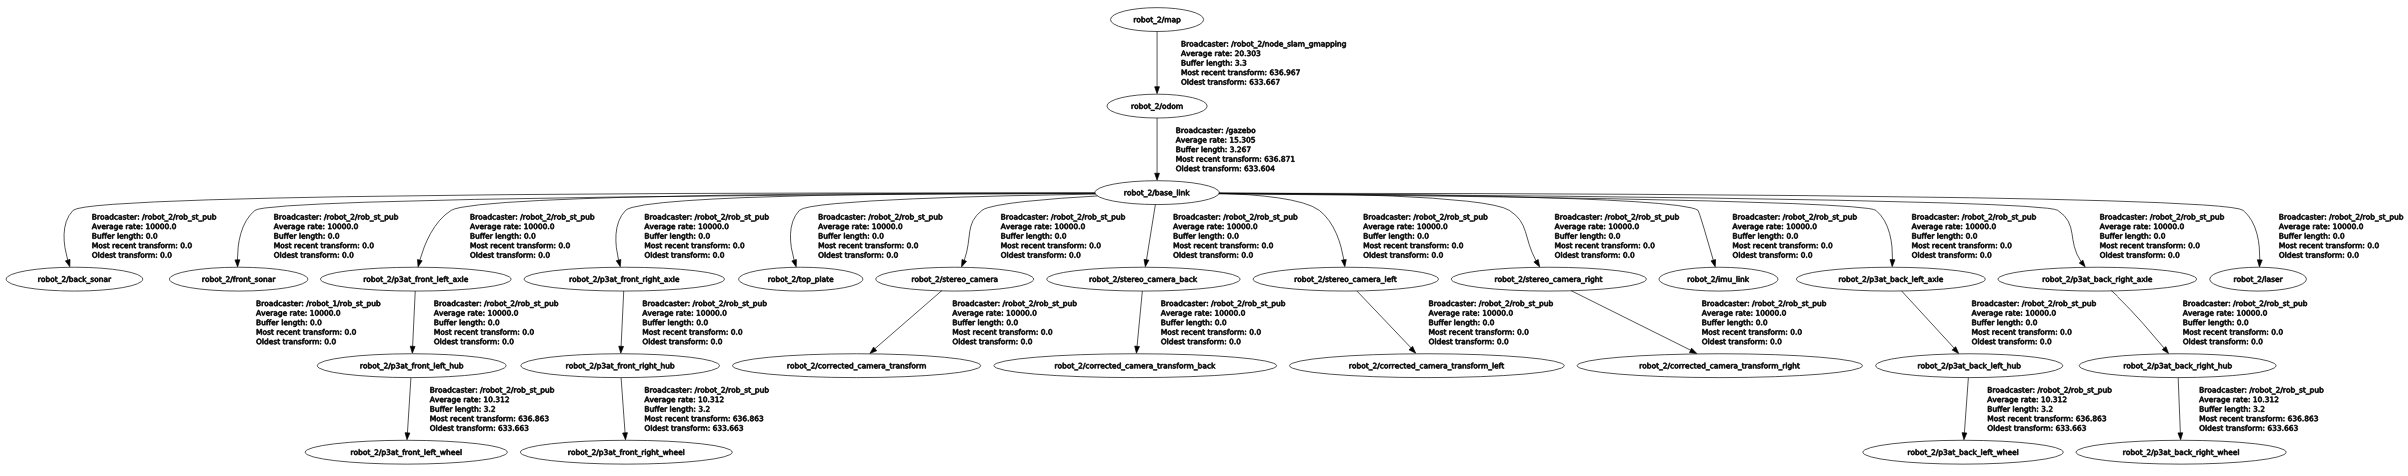 robot_2/map
Broadcaster: /robot_2/node_slam_gmapping
Average rate: 20.303
Buffer length: 3.3
Most recent transform: 636.967
Oldest transform: 633.667
robot_2/odom
Broadcaster: /gazebo
Average rate: 15.305
Buffer length: 3.267
Most recent transform: 636.871
Oldest transform: 633.604
robot_2/base_link
Broadcaster: /robot_2/rob_st_pub
Average rate: 10000.0
Buffer length: 0.0
Most recent transform: 0.0
Oldest transform: 0.0
Broadcaster: /robot_2/rob_st_pub
Average rate: 10000.0
Buffer length: 0.0
Most recent transform: 0.0
Oldest transform: 0.0
Broadcaster: /robot_2/rob_st_pub
Average rate: 10000.0
Buffer length: 0.0
Most recent transform: 0.0
Oldest transform: 0.0
Broadcaster: /robot_2/rob_st_pub
Average rate: 10000.0
Buffer length: 0.0
Most recent transform: 0.0
Oldest transform: 0.0
Broadcaster: /robot_2/rob_st_pub
Average rate: 10000.0
Buffer length: 0.0
Most recent transform: 0.0
Oldest transform: 0.0
Broadcaster: /robot_2/rob_st_pub
Average rate: 10000.0
Buffer length: 0.0
Most recent transform: 0.0
Oldest transform: 0.0
Broadcaster: /robot_2/rob_st_pub
Average rate: 10000.0
Buffer length: 0.0
Most recent transform: 0.0
Oldest transform: 0.0
Broadcaster: /robot_2/rob_st_pub
Average rate: 10000.0
Buffer length: 0.0
Most recent transform: 0.0
Oldest transform: 0.0
Broadcaster: /robot_2/rob_st_pub
Average rate: 10000.0
Buffer length: 0.0
Most recent transform: 0.0
Oldest transform: 0.0
Broadcaster: /robot_2/rob_st_pub
Average rate: 10000.0
Buffer length: 0.0
Most recent transform: 0.0
Oldest transform: 0.0
Broadcaster: /robot_2/rob_st_pub
Average rate: 10000.0
Buffer length: 0.0
Most recent transform: 0.0
Oldest transform: 0.0
Broadcaster: /robot_2/rob_st_pub
Average rate: 10000.0
Buffer length: 0.0
Most recent transform: 0.0
Oldest transform: 0.0
Broadcaster: /robot_2/rob_st_pub
Average rate: 10000.0
Buffer length: 0.0
Most recent transform: 0.0
Oldest transform: 0.0
robot_2/back_sonar
robot_2/front_sonar
robot_2/p3at_front_left_axle
robot_2/p3at_front_right_axle
robot_2/top_plate
robot_2/stereo_camera
robot_2/stereo_camera_back
robot_2/stereo_camera_left
robot_2/stereo_camera_right
robot_2/imu_link
robot_2/p3at_back_left_axle
robot_2/p3at_back_right_axle
robot_2/laser
Broadcaster: /robot_1/rob_st_pub
Average rate: 10000.0
Buffer length: 0.0
Most recent transform: 0.0
Oldest transform: 0.0
Broadcaster: /robot_2/rob_st_pub
Average rate: 10000.0
Buffer length: 0.0
Most recent transform: 0.0
Oldest transform: 0.0
Broadcaster: /robot_2/rob_st_pub
Average rate: 10000.0
Buffer length: 0.0
Most recent transform: 0.0
Oldest transform: 0.0
Broadcaster: /robot_2/rob_st_pub
Average rate: 10000.0
Buffer length: 0.0
Most recent transform: 0.0
Oldest transform: 0.0
Broadcaster: /robot_2/rob_st_pub
Average rate: 10000.0
Buffer length: 0.0
Most recent transform: 0.0
Oldest transform: 0.0
Broadcaster: /robot_2/rob_st_pub
Average rate: 10000.0
Buffer length: 0.0
Most recent transform: 0.0
Oldest transform: 0.0
Broadcaster: /robot_2/rob_st_pub
Average rate: 10000.0
Buffer length: 0.0
Most recent transform: 0.0
Oldest transform: 0.0
Broadcaster: /robot_2/rob_st_pub
Average rate: 10000.0
Buffer length: 0.0
Most recent transform: 0.0
Oldest transform: 0.0
Broadcaster: /robot_2/rob_st_pub
Average rate: 10000.0
Buffer length: 0.0
Most recent transform: 0.0
Oldest transform: 0.0
robot_2/p3at_front_left_hub
robot_2/p3at_front_right_hub
robot_2/corrected_camera_transform
robot_2/corrected_camera_transform_back
robot_2/corrected_camera_transform_left
robot_2/corrected_camera_transform_right
robot_2/p3at_back_left_hub
robot_2/p3at_back_right_hub
Broadcaster: /robot_2/rob_st_pub
Average rate: 10.312
Buffer length: 3.2
Most recent transform: 636.863
Oldest transform: 633.663
Broadcaster: /robot_2/rob_st_pub
Average rate: 10.312
Buffer length: 3.2
Most recent transform: 636.863
Oldest transform: 633.663
Broadcaster: /robot_2/rob_st_pub
Average rate: 10.312
Buffer length: 3.2
Most recent transform: 636.863
Oldest transform: 633.663
Broadcaster: /robot_2/rob_st_pub
Average rate: 10.312
Buffer length: 3.2
Most recent transform: 636.863
Oldest transform: 633.663
robot_2/p3at_front_left_wheel
robot_2/p3at_front_right_wheel
robot_2/p3at_back_left_wheel
robot_2/p3at_back_right_wheel